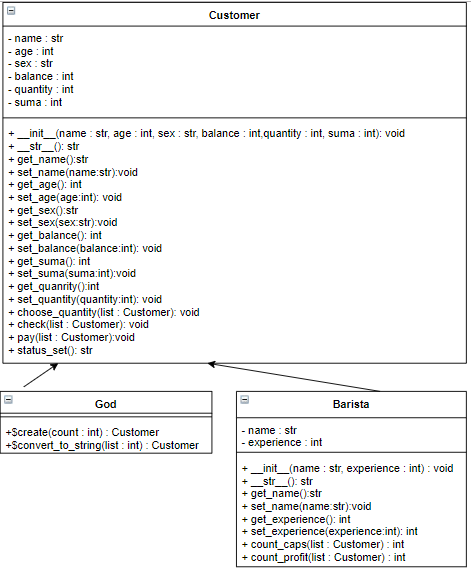 Customer
- name : str
- age : int
- sex : str
- balance : int
- quantity : int
- suma : int
+ __init__(name : str, age : int, sex : str, balance : int,quantity : int, suma : int): void
+ __str__(): str
+ get_name():str
+ set_name(name:str):void
+ get_age(): int
+ set_age(age:int): void
+ get_sex():str
+ set_sex(sex:str):void
+ get_balance(): int
+ set_balance(balance:int): void
+ get_suma(): int
+ set_suma(suma:int):void
+ get_quanrity():int
+ set_quantity(quantity:int): void
+ choose_quantity(list : Customer): void
+ check(list : Customer): void
+ pay(list : Customer):void
+ status_set(): str
God
+$create(count : int) : Customer
+$convert_to_string(list : int) : Customer
Barista
- name : str
- experience : int
+ __init__(name : str, experience : int) : void
+ __str__(): str
+ get_name():str
+ set_name(name:str):void
+ get_experience(): int
+ set_experience(experience:int): int
+ count_caps(list : Customer) : int
+ count_profit(list : Customer) : int